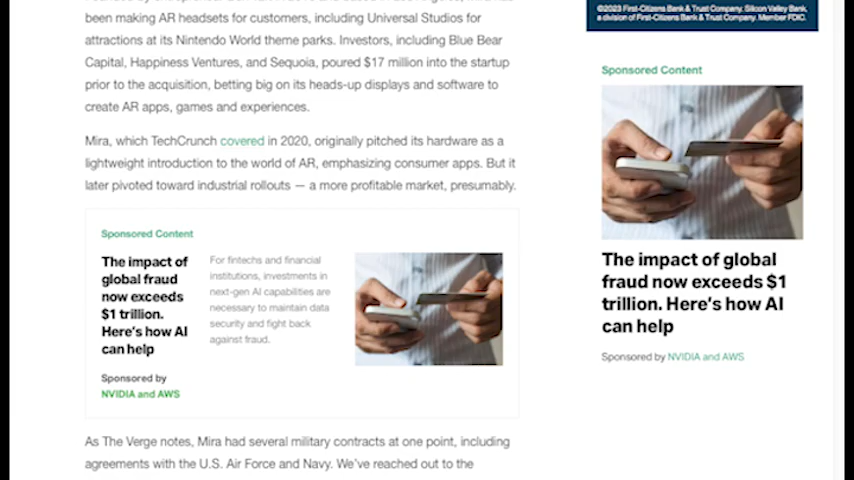 been making AR headsets for customers, including Universal Studios for
attractions at its Nintendo World theme parks. Investors, including Blue Bear
Capital, Happiness Ventures, and Sequoia, poured $17 million into the startup
prior to the acquisition, betting big on its heads-up displays and software to
create AR apps, games and experiences.
Mira, which TechCrunch covered in 2020, originally pitched its hardware as a
lightweight introduction to the world of AR, emphasizing consumer apps. But it
later pivoted toward industrial rollouts — a more profitable market, presumably.
Sponsored Content
The impact of
global fraud
now exceeds
$1 trillion.
Here's how AI
can help
Sponsored by
NVIDIA and AWS
For fintechs and financial
institutions, investments in
next-gen AI capabilities are
necessary to maintain data
security and fight back
against fraud.
As The Verge notes, Mira had several military contracts at one point, including
agreements with the U.S. Air Force and Navy. We've reached out to the
©2023 First-Citizens Bank & Trust Company. Silicon Valley Bank,
a division of First-Citizens Bank & Trust Company. Member FDIC.
Sponsored Content
The impact of global
fraud now exceeds $1
trillion. Here's how AI
can help
Sponsored by NVIDIA and AWS